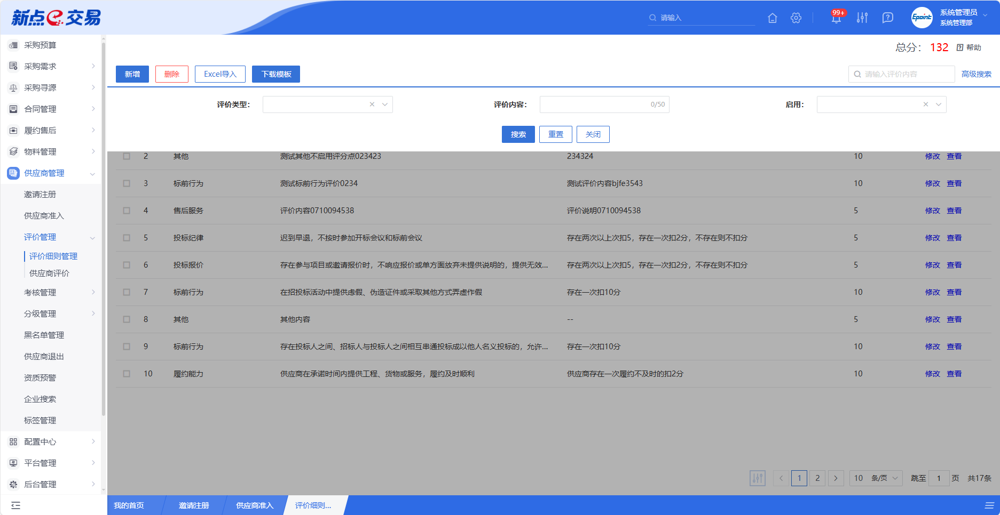 新点e交易
请输入
99+
Epoint
系统管理员
系统管理部
采购预算
采购需求
采购寻源
合同管理
履约售后
物料管理
供应商管理
邀请注册
供应商准入
评价管理
评价细则管理
供应商评价
考核管理
分级管理
黑名单管理
供应商退出
资质预警
企业搜索
标签管理
配置中心
平台管理
后台管理
总分： 132 帮助
新增 删除 Excel导入 下载模板 请输入评价内容 高级搜索
评价类型： 评价内容： 0/50 启用：
搜索 重置 关闭
2 其他 测试其他不启用评分点023423 234324 10 修改 查看
3 标前行为 测试标前行为评价0234 测试评价内容bjfe3543 10 修改 查看
4 售后服务 评价内容0710094538 评价说明0710094538 5 修改 查看
5 投标纪律 迟到早退，不按时参加开标会议和标前会议 存在两次以上次扣5，存在一次扣2分，不存在则不扣分 5 修改 查看
6 投标报价 存在参与项目或邀请报价时，不响应报价或单方面放弃未提供说明的，提供无效... 存在两次以上次扣5，存在一次扣2分，不存在则不扣分 5 修改 查看
7 标前行为 在招投标活动中提供虚假、伪造证件或采取其他方式弄虚作假 存在一次扣10分 10 修改 查看
8 其他 其他内容 -- 5 修改 查看
9 标前行为 存在投标人之间、招标人与投标人之间相互串通投标成以他人名义投标的，允许... 存在一次扣10分 10 修改 查看
10 履约能力 供应商在承诺时间内提供工程、货物或服务，履约及时顺利 供应商存在一次履约不及时的扣2分 10 修改 查看
1 2 10 条/页 跳至 1 页 共17条
我的首页 邀请注册 供应商准入 评价细则...